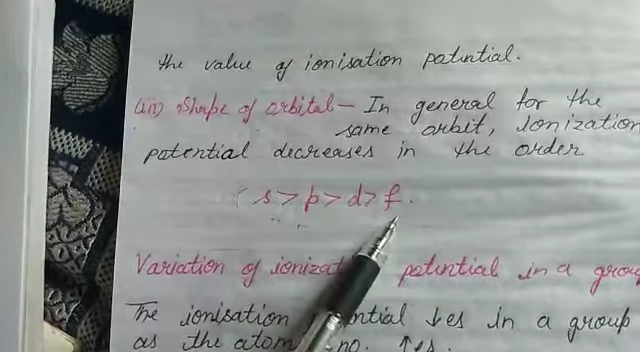 the value of ionisation potential.
(iii) Shape of orbital – In general for the
same orbit, Ionization
potential decreases in the order
s > p > d > f.
Variation of ionizat potential in a grou
The ionisation ential ↓es in a group
as the atom no. ↑es.